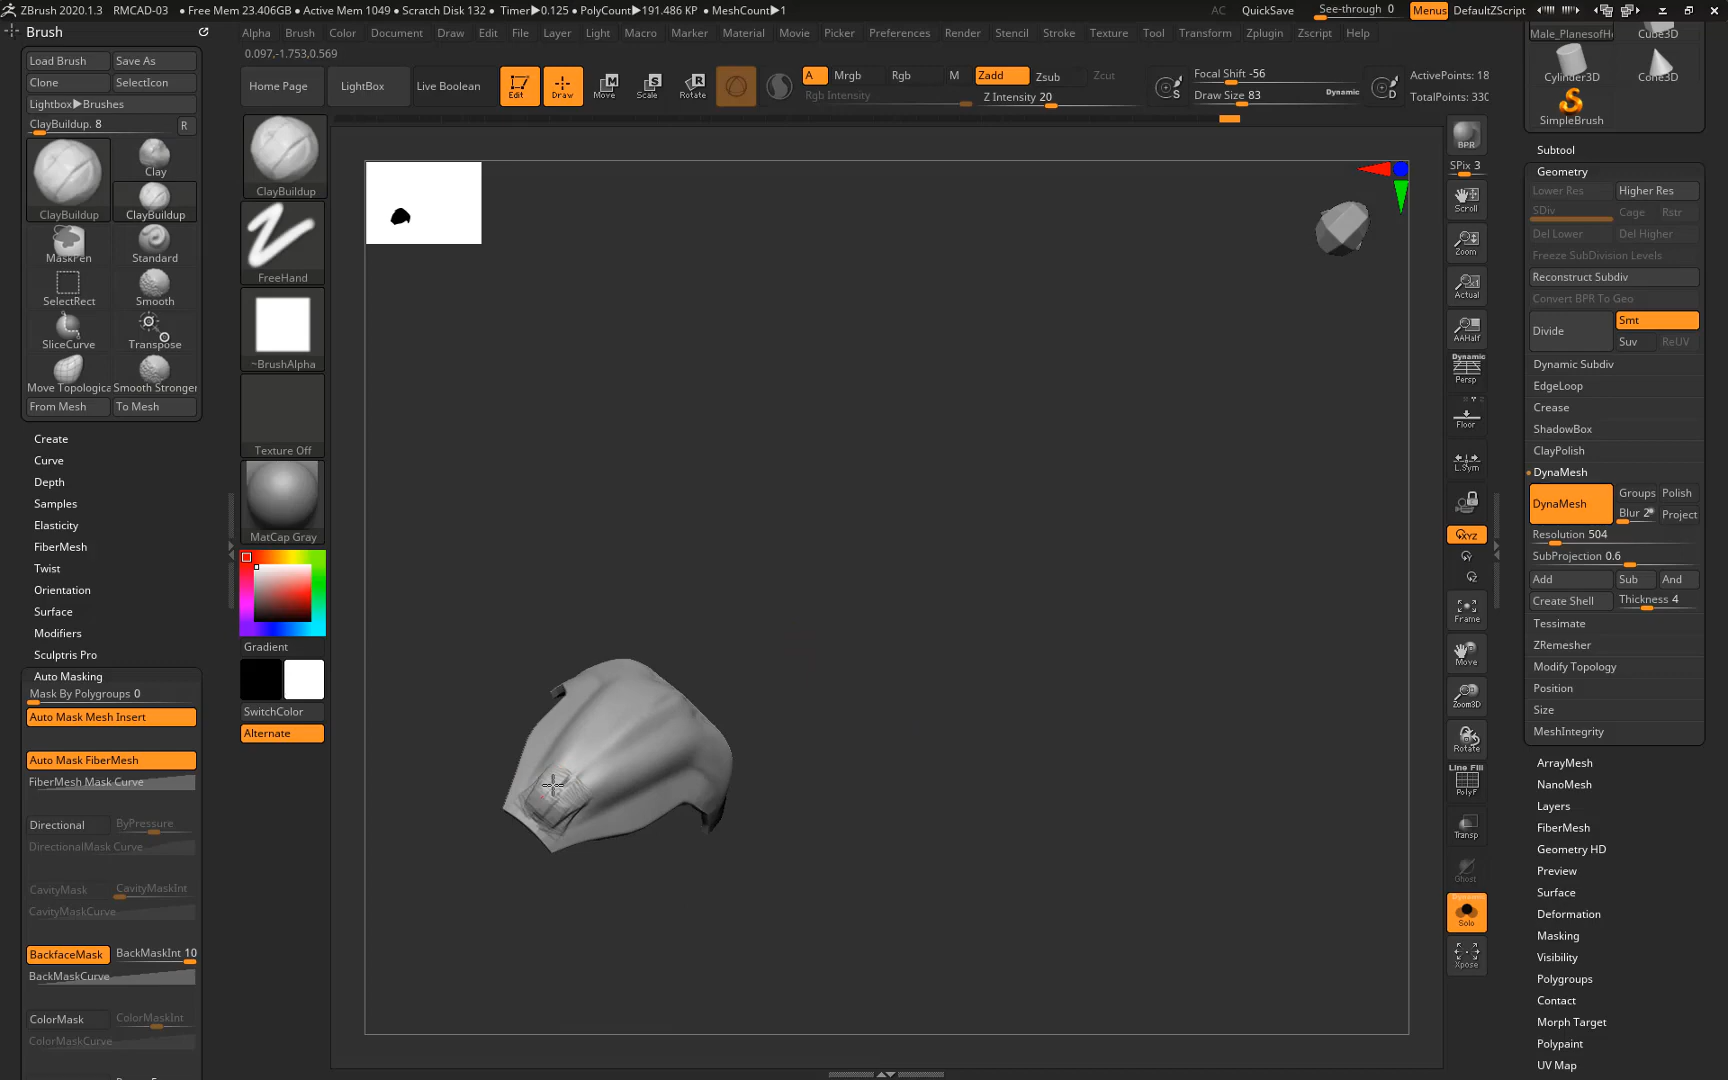 ZBrush 2020.1.3 RMCAD-03 • Free Mem 23.406GB • Active Mem 1049 • Scratch Disk 132 • Timer▶0.125 • PolyCount▶191.486 KP • MeshCount▶1
AC QuickSave See-through 0 Menus DefaultZScript
Brush
Alpha Brush Color Document Draw Edit File Layer Light Macro Marker Material Movie Picker Preferences Render Stencil Stroke Texture Tool Transform Zplugin Zscript Help
0.097,-1.753,0.569
Load Brush Save As
Clone SelectIcon
Lightbox▶Brushes
ClayBuildup. 8 R
ClayBuildup
Clay
ClayBuildup
MaskPen Standard
SelectRect Smooth
SliceCurve Transpose
Move Topologica Smooth Stronger
From Mesh To Mesh
Create
Curve
Depth
Samples
Elasticity
FiberMesh
Twist
Orientation
Surface
Modifiers
Sculptris Pro
Auto Masking
Mask By Polygroups 0
Auto Mask Mesh Insert
Auto Mask FiberMesh
FiberMesh Mask Curve
Directional ByPressure
DirectionalMask Curve
CavityMask CavityMaskInt
CavityMaskCurve
BackfaceMask BackMaskInt 10
BackMaskCurve
ColorMask ColorMaskInt
ColorMaskCurve
Home Page LightBox Live Boolean
Edit Draw Move Scale Rotate
A Mrgb Rgb M Zadd Zsub Zcut
Rgb Intensity Z Intensity 20
S Focal Shift -56
Draw Size 83 Dynamic D
ActivePoints: 18
TotalPoints: 330
ClayBuildup
FreeHand
~BrushAlpha
Texture Off
MatCap Gray
Gradient
SwitchColor
Alternate
BPR
SPix 3
Scroll
Zoom
Actual
AAHalf
Dynamic
Persp
Floor
L.Sym
XYZ
Frame
Move
Zoom3D
Rotate
Line Fill
PolyF
Transp
Ghost
Dynamic
Solo
Xpose
Male_PlanesofHe Cube3D
Cylinder3D Cone3D
SimpleBrush
Subtool
Geometry
Lower Res Higher Res
SDiv Cage Rstr
Del Lower Del Higher
Freeze SubDivision Levels
Reconstruct Subdiv
Convert BPR To Geo
Divide Smt
Suv ReUV
Dynamic Subdiv
EdgeLoop
Crease
ShadowBox
ClayPolish
DynaMesh
DynaMesh Groups Polish
Blur 2 Project
Resolution 504
SubProjection 0.6
Add Sub And
Create Shell Thickness 4
Tessimate
ZRemesher
Modify Topology
Position
Size
MeshIntegrity
ArrayMesh
NanoMesh
Layers
FiberMesh
Geometry HD
Preview
Surface
Deformation
Masking
Visibility
Polygroups
Contact
Morph Target
Polypaint
UV Map